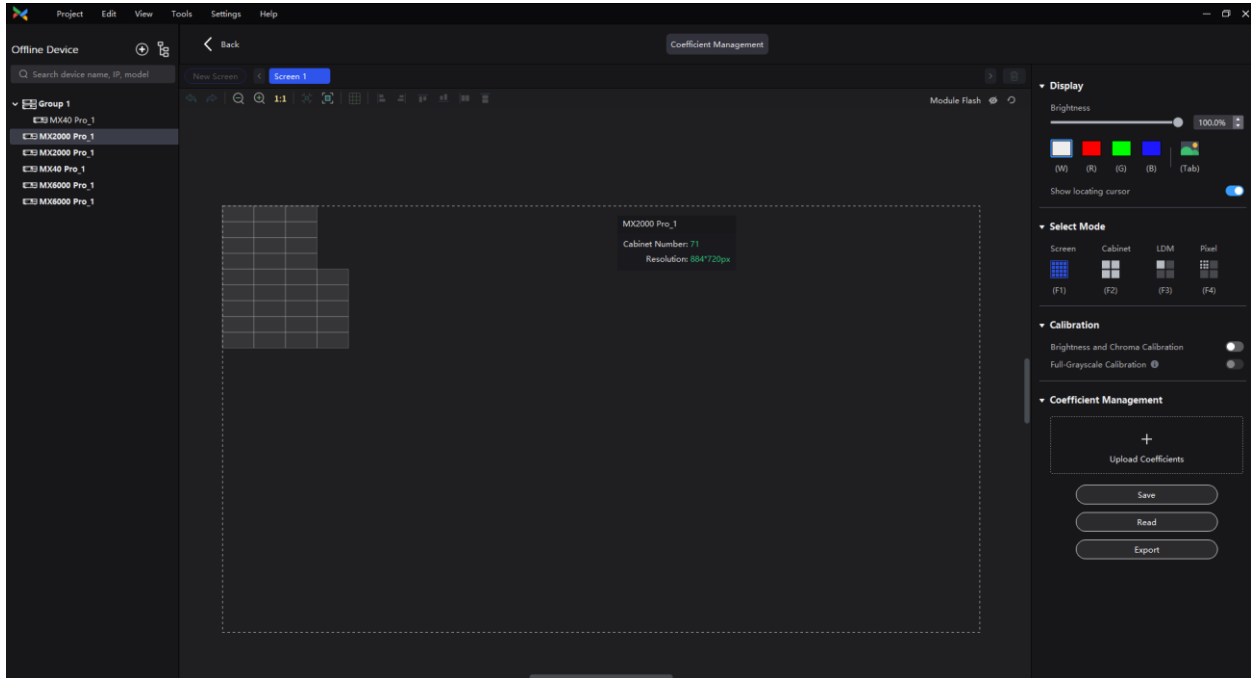 Project Edit View Tools Settings Help
Offline Device
Search device name, IP, model
Group 1
MX40 Pro_1
MX2000 Pro_1
MX2000 Pro_1
MX40 Pro_1
MX6000 Pro_1
MX6000 Pro_1
Back
Coefficient Management
New Screen
Screen 1
1:1
Module Flash
MX2000 Pro_1
Cabinet Number: 71
Resolution: 884*720px
Display
Brightness
100.0%
(W) (R) (G) (B) (Tab)
Show locating cursor
Select Mode
Screen Cabinet LDM Pixel
(F1) (F2) (F3) (F4)
Calibration
Brightness and Chroma Calibration
Full-Grayscale Calibration
Coefficient Management
Upload Coefficients
Save
Read
Export